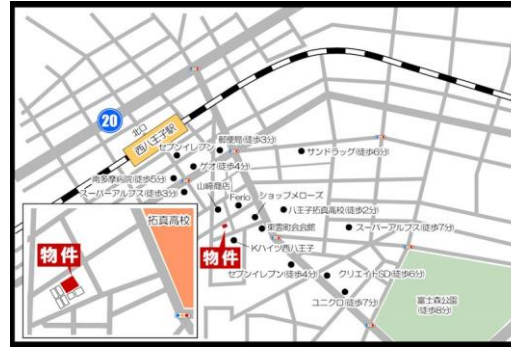 20
北口
西八王子駅
セブンイレブン
郵便局(徒歩3分)
サンドラッグ(徒歩6分)
ゲオ(徒歩4分)
南多摩病院(徒歩5分)
スーパーアルプス(徒歩3分)
山崎商店
Ferio
ショップメローズ
八王子拓真高校(徒歩2分)
東雲町会会館
スーパーアルプス(徒歩7分)
拓真高校
物件
物件
Kハイツ西八王子
セブンイレブン(徒歩4分)
クリエイトSD(徒歩6分)
ユニクロ(徒歩7分)
富士森公園
(徒歩8分)